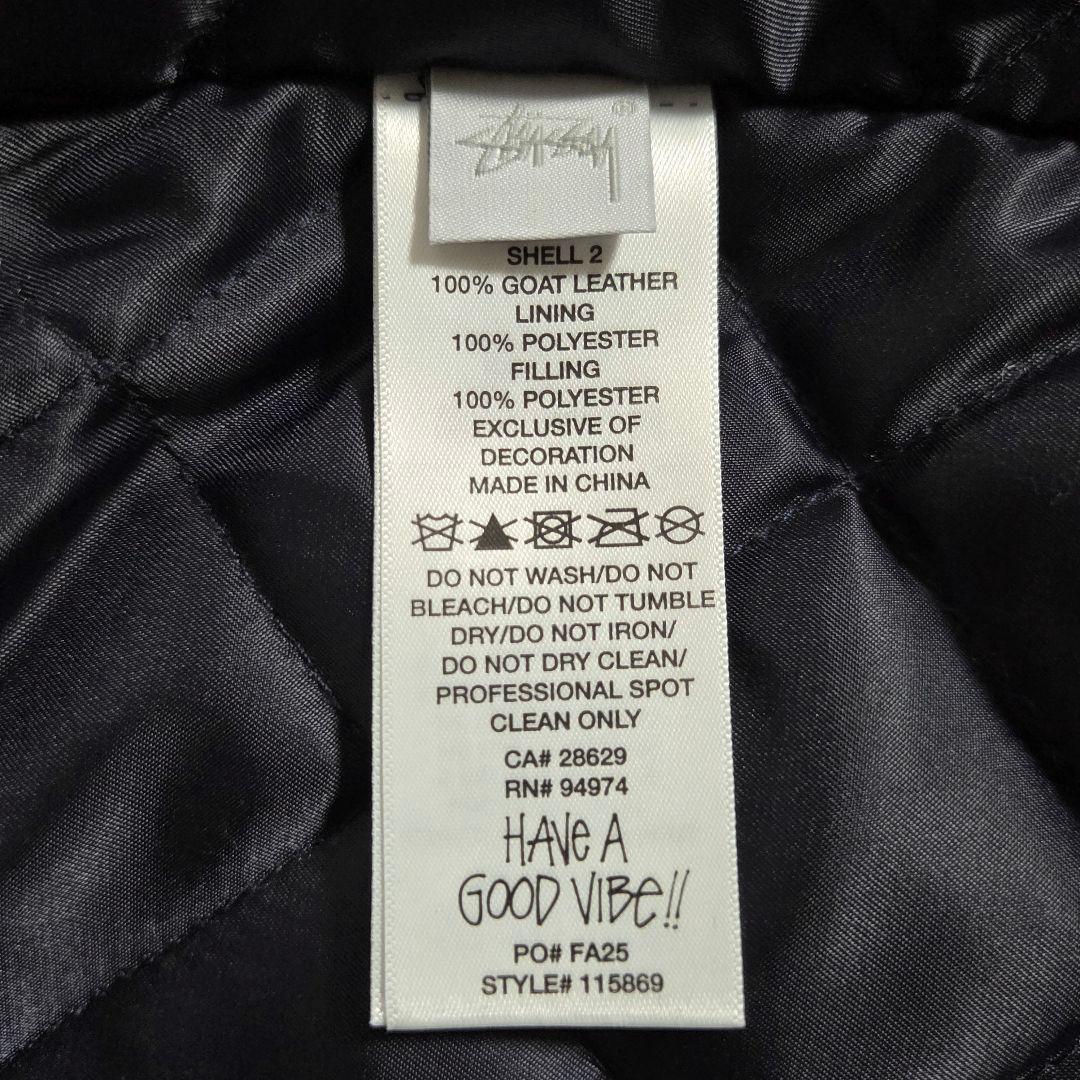 STÜSSY ®
SHELL 2
100% GOAT LEATHER
LINING
100% POLYESTER
FILLING
100% POLYESTER
EXCLUSIVE OF
DECORATION
MADE IN CHINA
DO NOT WASH/DO NOT
BLEACH/DO NOT TUMBLE
DRY/DO NOT IRON/
DO NOT DRY CLEAN/
PROFESSIONAL SPOT
CLEAN ONLY
CA# 28629
RN# 94974
HAVE A
GOOD VIBE!!
PO# FA25
STYLE# 115869